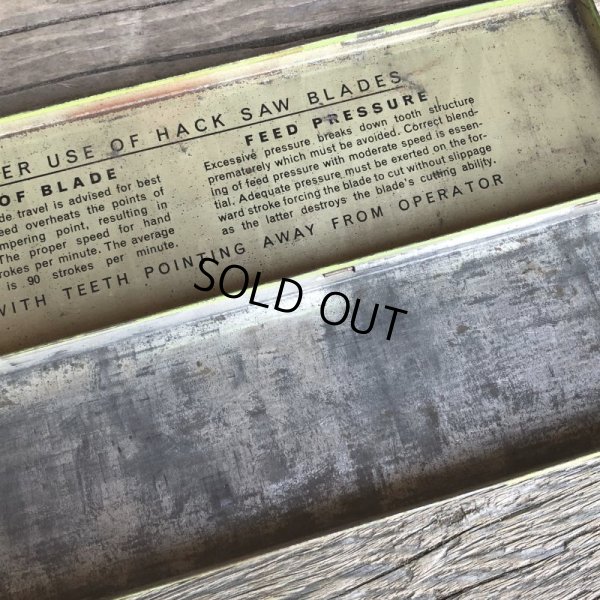 ER USE OF HACK SAW BLADES
OF BLADE
de travel is advised for best
eed overheats the points of
mpering point, resulting in
The proper speed for hand
rokes per minute. The average
is 90 strokes per minute.
FEED PRESSURE
Excessive pressure breaks down tooth structure
prematurely which must be avoided. Correct blend-
ing of feed pressure with moderate speed is essen-
tial. Adequate pressure must be exerted on the for-
ward stroke forcing the blade to cut without slippage
as the latter destroys the blade's cutting ability.
WITH TEETH POINTING AWAY FROM OPERATOR
SOLD OUT